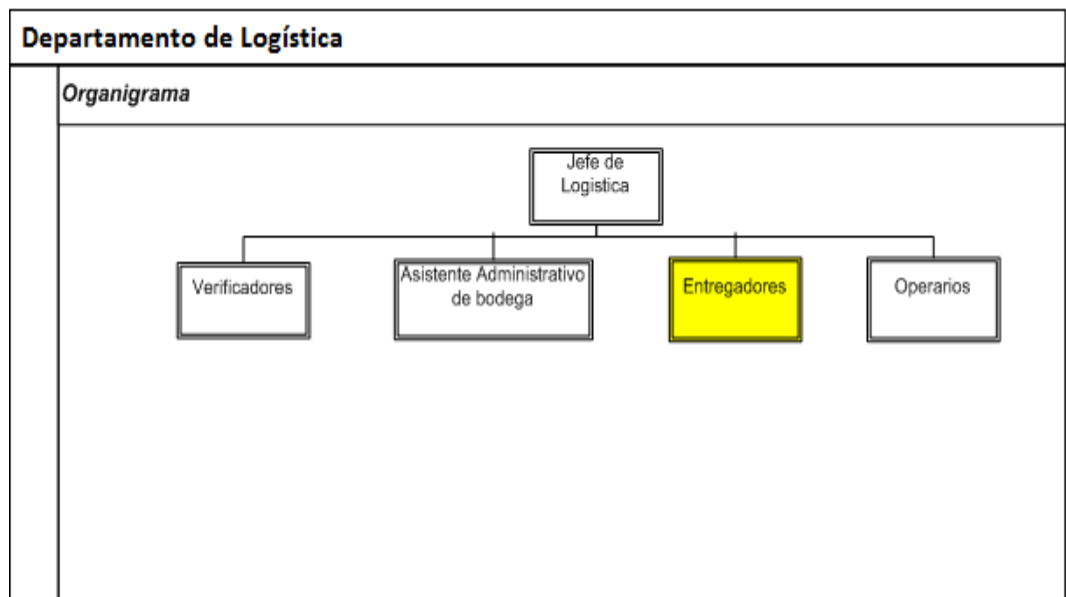 Departamento de Logística
Organigrama
Jefe de
Logistica
Verificadores
Asistente Administrativo
de bodega
Entregadores
Operarios